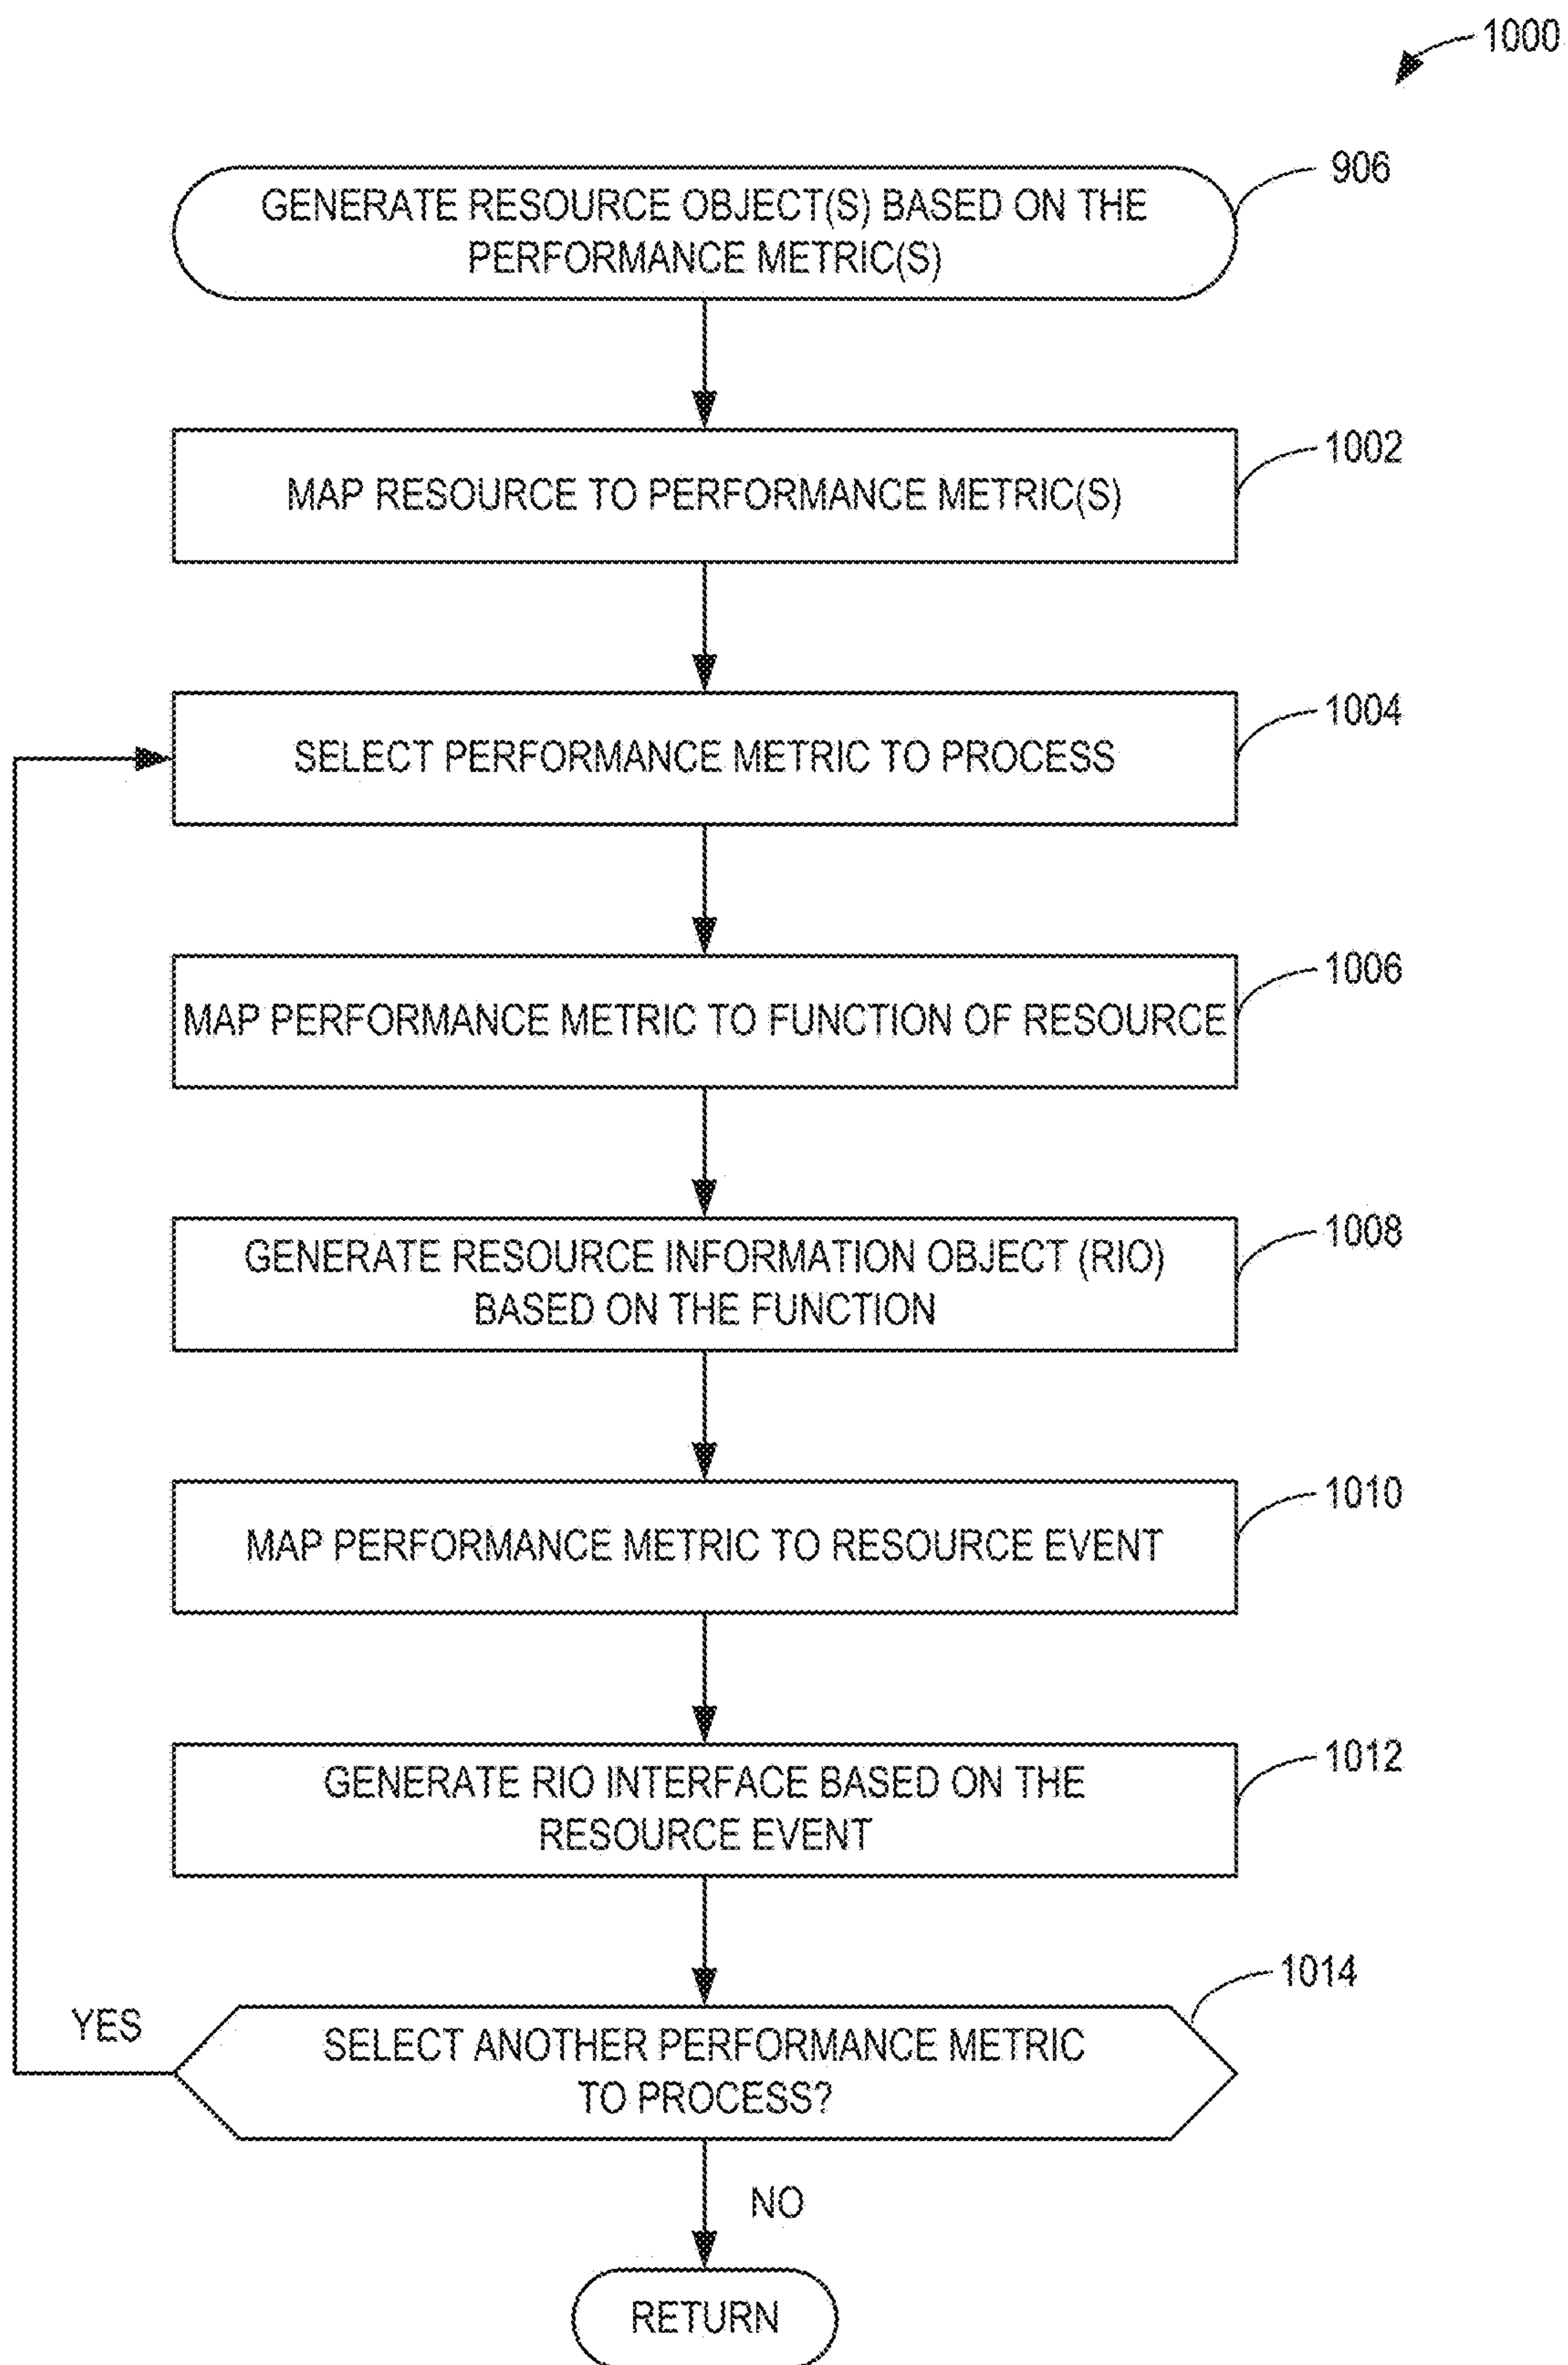 1000
906
GENERATE RESOURCE OBJECT(S) BASED ON THE
PERFORMANCE METRIC(S)
1002
MAP RESOURCE TO PERFORMANCE METRIC(S)
1004
SELECT PERFORMANCE METRIC TO PROCESS
1006
MAP PERFORMANCE METRIC TO FUNCTION OF RESOURCE
1008
GENERATE RESOURCE INFORMATION OBJECT (RIO)
BASED ON THE FUNCTION
1010
MAP PERFORMANCE METRIC TO RESOURCE EVENT
1012
GENERATE RIO INTERFACE BASED ON THE
RESOURCE EVENT
1014
YES
SELECT ANOTHER PERFORMANCE METRIC
TO PROCESS?
NO
RETURN